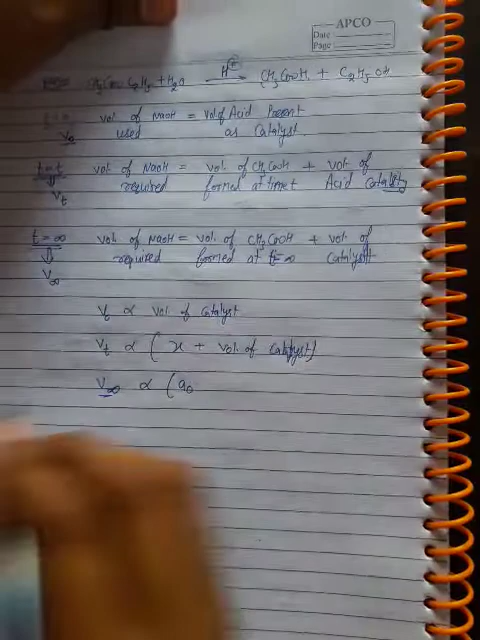 APCO
Date
Page
CH3COOC2H5 + H2O H⊕ → CH3COOH + C2H5OH
t=0 vol. of NaOH = vol of Acid Present
V0 used as Catalyst
t=t vol. of NaOH = vol. of CH3COOH + vol. of
⇓ required formed at time t Acid Catalyst
Vt
t=∞ vol. of NaOH = vol. of CH3COOH + vol. of
⇓ required formed at t=∞ Catalyst
V∞
∝ vol. of Catalyst
Vt ∝ (x + vol. of Catalyst)
V∞ ∝ (a0